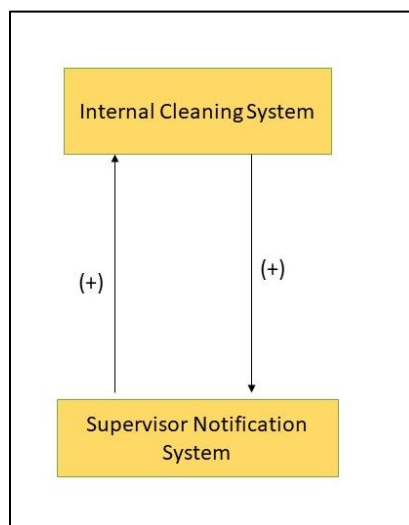 Internal Cleaning System
(+)
(+)
Supervisor Notification
System